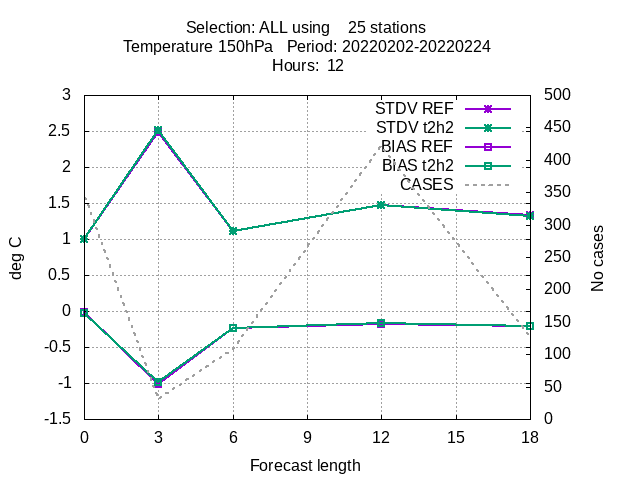 Selection: ALL using    25 stations
Temperature 150hPa   Period: 20220202-20220224
Hours:  12
3
2.5
2
1.5
1
0.5
0
-0.5
-1
-1.5
500
450
400
350
300
250
200
150
100
50
0
STDV REF
STDV t2h2
BIAS REF
BIAS t2h2
CASES
deg C
No cases
0 3 6 9 12 15 18
Forecast length